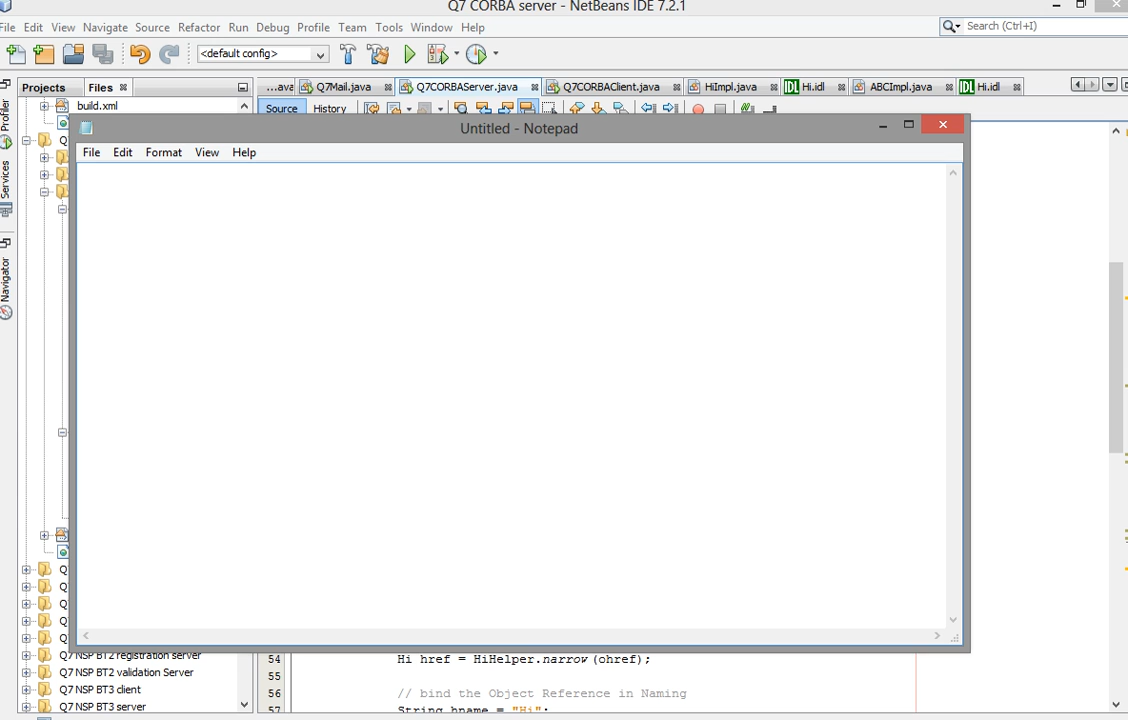 Q7 CORBA server - NetBeans IDE 7.2.1
File Edit View Navigate Source Refactor Run Debug Profile Team Tools Window Help
Search (Ctrl+I)
<default config>
Projects Files
...ava Q7Mail.java Q7CORBAServer.java Q7CORBAClient.java HiImpl.java IDL Hi.idl ABCImpl.java IDL Hi.idl
build.xml
Source History
Profiler
Services
Navigator
Q
Untitled - Notepad
File Edit Format View Help
Q
Q
Q
Q
Q
Q7 NSP BT2 registration server
Q7 NSP BT2 validation Server
Q7 NSP BT3 client
Q7 NSP BT3 server
54 Hi href = HiHelper.narrow(ohref);
55
56 // bind the Object Reference in Naming
57 String hname = "Hi";